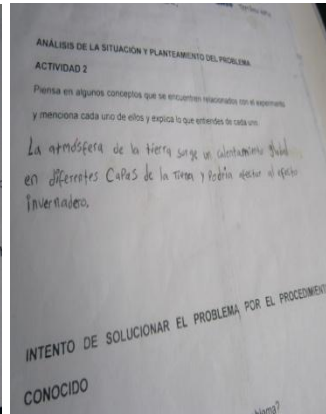 ANÁLISIS DE LA SITUACIÓN Y PLANTEAMIENTO DEL PROBLEMA
ACTIVIDAD 2
Piensa en algunos conceptos que se encuentren relacionados con el experimento
y menciona cada uno de ellos y explica lo que entiendes de cada uno.
La atmósfera de la tierra surge un calentamiento global
en diferentes capas de la Tierra y Podría afectar al efecto
invernadero.
INTENTO DE SOLUCIONAR EL PROBLEMA POR EL PROCEDIMIENT
CONOCIDO